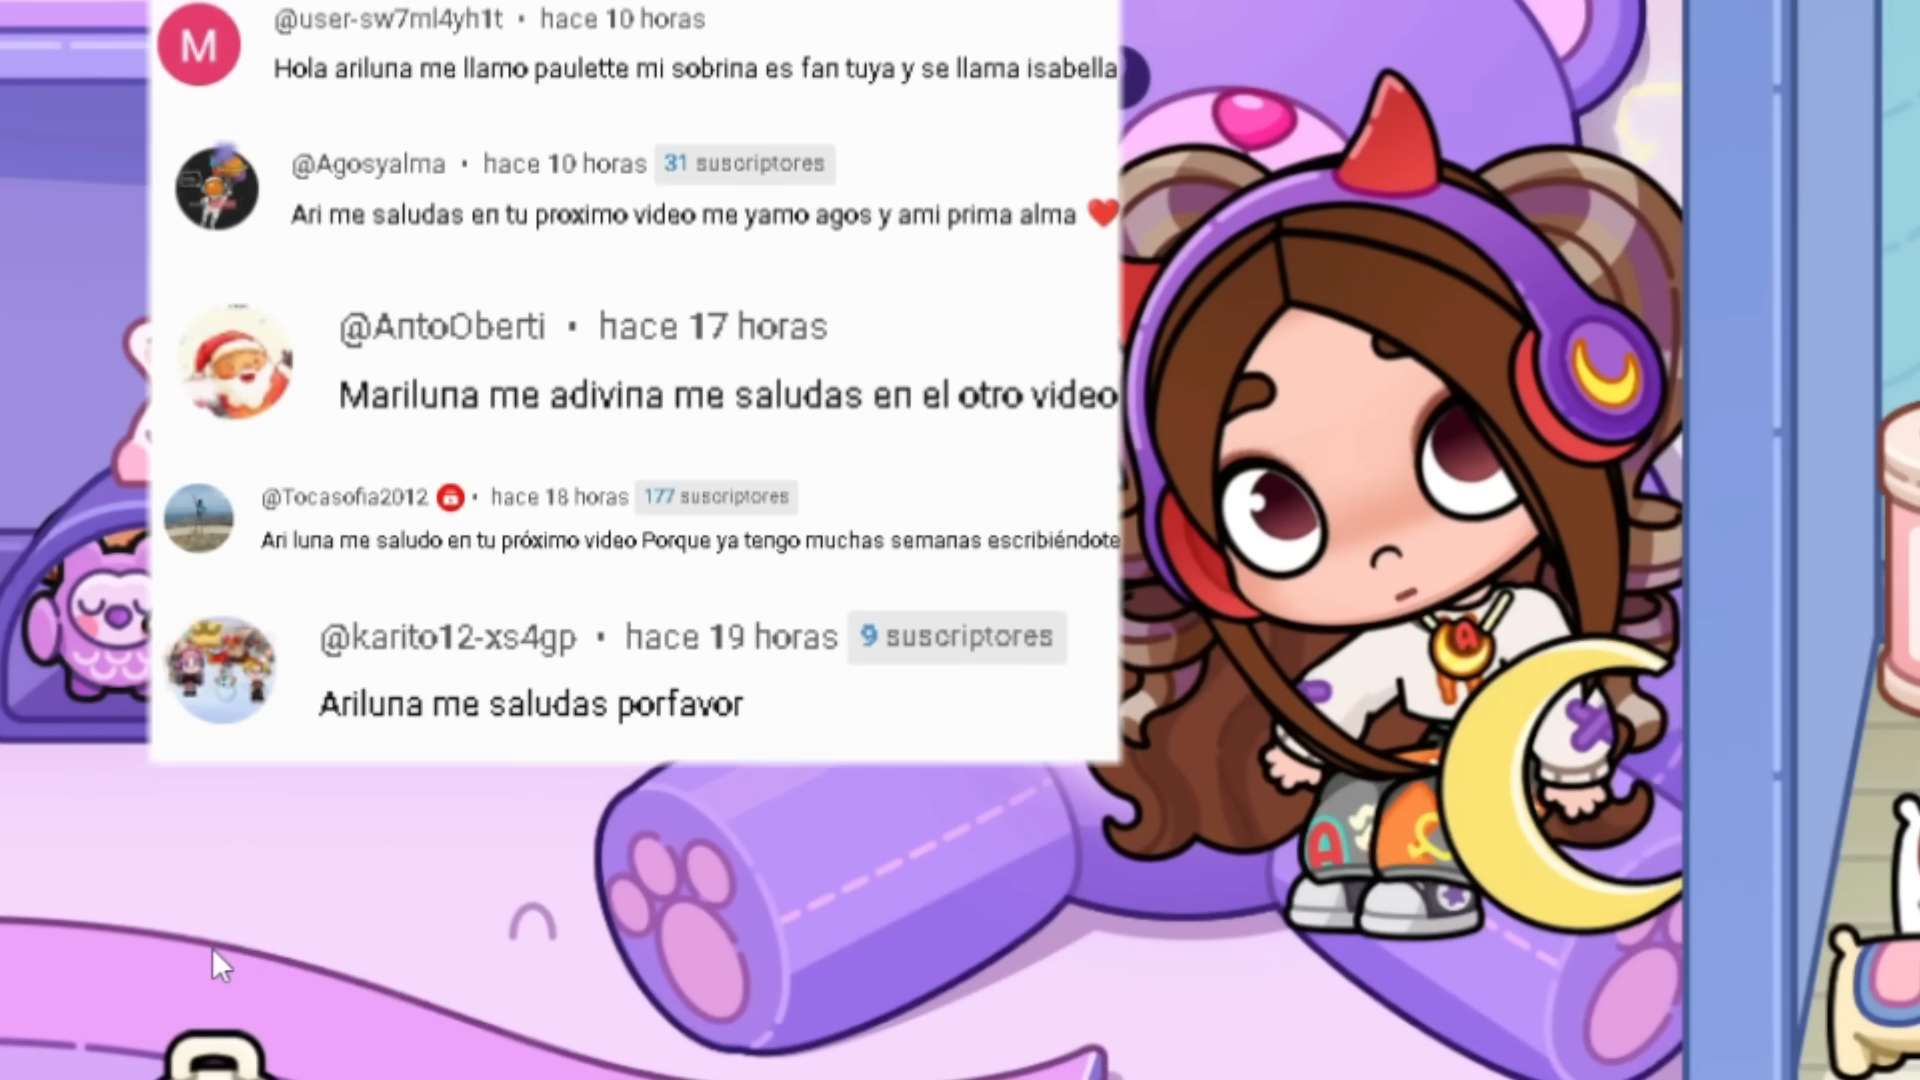 M
@user-sw7ml4yh1t • hace 10 horas
Hola ariluna me llamo paulette mi sobrina es fan tuya y se llama isabella
@Agosyalma • hace 10 horas 31 suscriptores
Ari me saludas en tu proximo video me yamo agos y ami prima alma ❤️
@AntoOberti • hace 17 horas
Mariluna me adivina me saludas en el otro video
@Tocasofia2012 • hace 18 horas 177 suscriptores
Ari luna me saludo en tu próximo video Porque ya tengo muchas semanas escribiéndote
@karito12-xs4gp • hace 19 horas 9 suscriptores
Ariluna me saludas porfavor
A
A